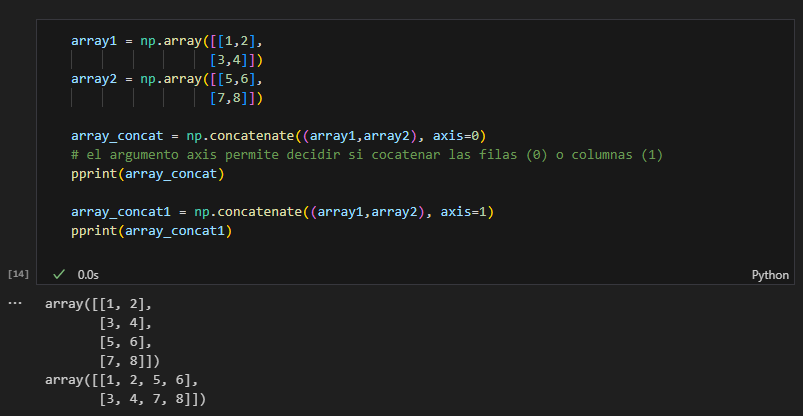 array1 = np.array([[1,2],
[3,4]])
array2 = np.array([[5,6],
[7,8]])
array_concat = np.concatenate((array1,array2), axis=0)
# el argumento axis permite decidir si cocatenar las filas (0) o columnas (1)
pprint(array_concat)
array_concat1 = np.concatenate((array1,array2), axis=1)
pprint(array_concat1)
[14] ✓ 0.0s Python
... array([[1, 2],
[3, 4],
[5, 6],
[7, 8]])
array([[1, 2, 5, 6],
[3, 4, 7, 8]])